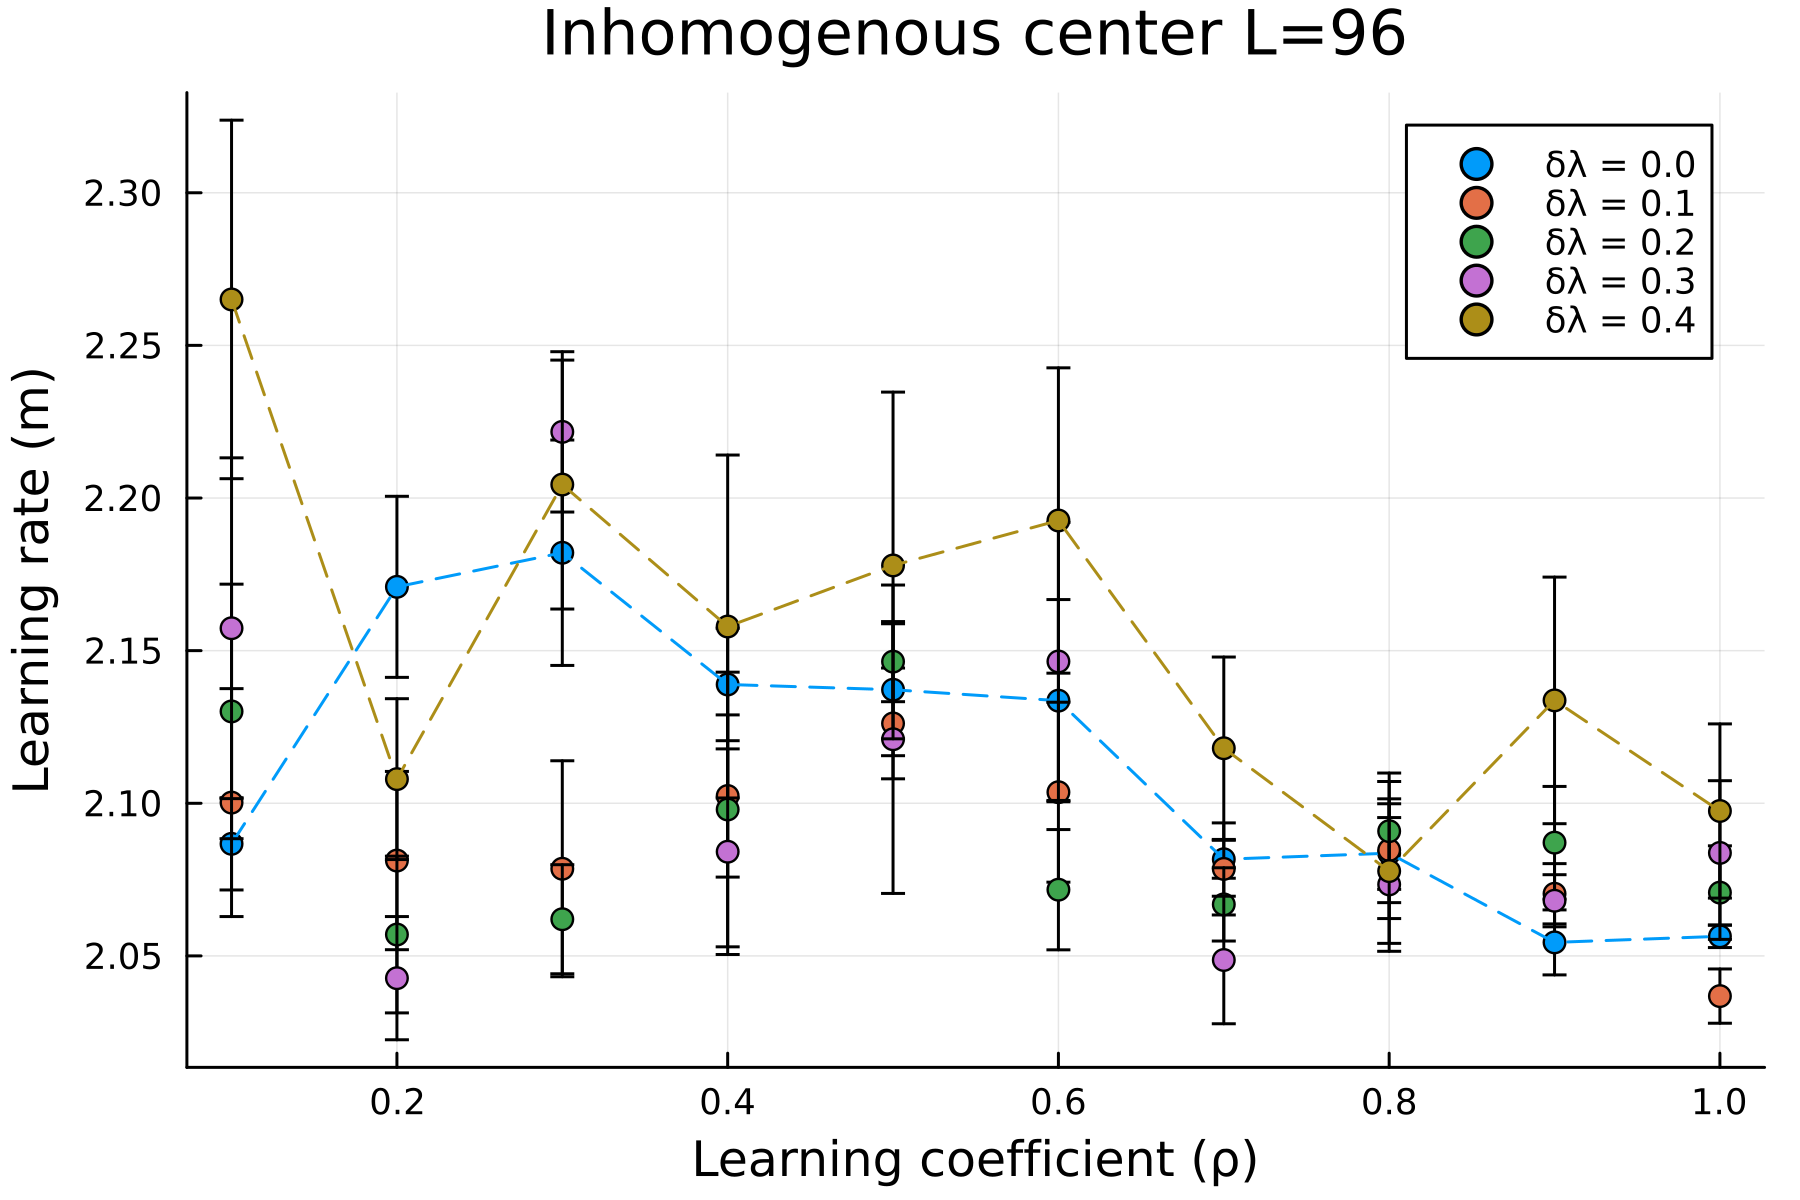 Inhomogenous center L=96
δλ = 0.0
δλ = 0.1
δλ = 0.2
δλ = 0.3
δλ = 0.4
Learning rate (m)
2.30
2.25
2.20
2.15
2.10
2.05
0.2 0.4 0.6 0.8 1.0
Learning coefficient (ρ)